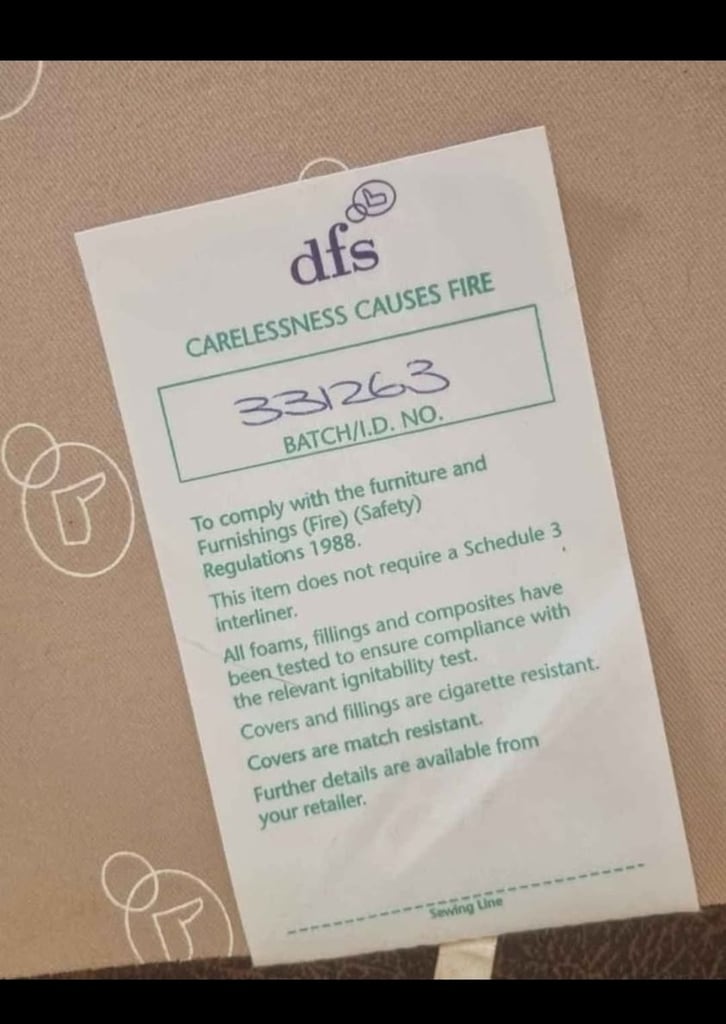 dfs
CARELESSNESS CAUSES FIRE
331263
BATCH/I.D. NO.
To comply with the furniture and
Furnishings (Fire) (Safety)
Regulations 1988.
This item does not require a Schedule 3
interliner.
All foams, fillings and composites have
been tested to ensure compliance with
the relevant ignitability test.
Covers and fillings are cigarette resistant.
Covers are match resistant.
Further details are available from
your retailer.
Sewing Line